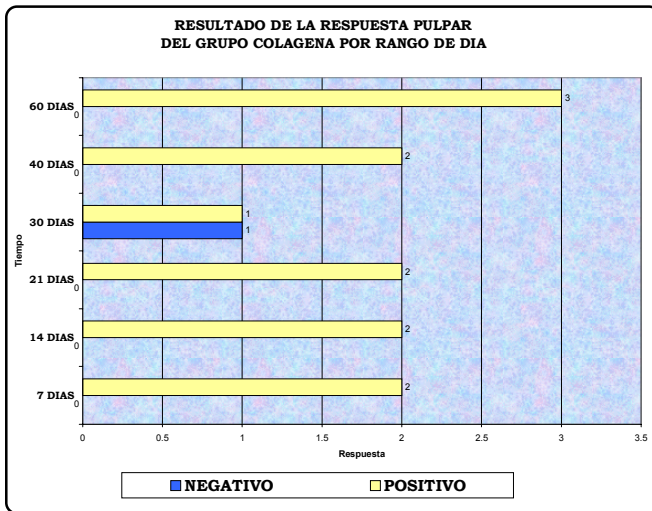 RESULTADO DE LA RESPUESTA PULPAR
DEL GRUPO COLAGENA POR RANGO DE DIA
60 DIAS
3
0
40 DIAS
2
0
30 DIAS
1
1
21 DIAS
2
0
14 DIAS
2
0
7 DIAS
2
0
Tiempo
0 0.5 1 1.5 2 2.5 3 3.5
Respuesta
NEGATIVO POSITIVO